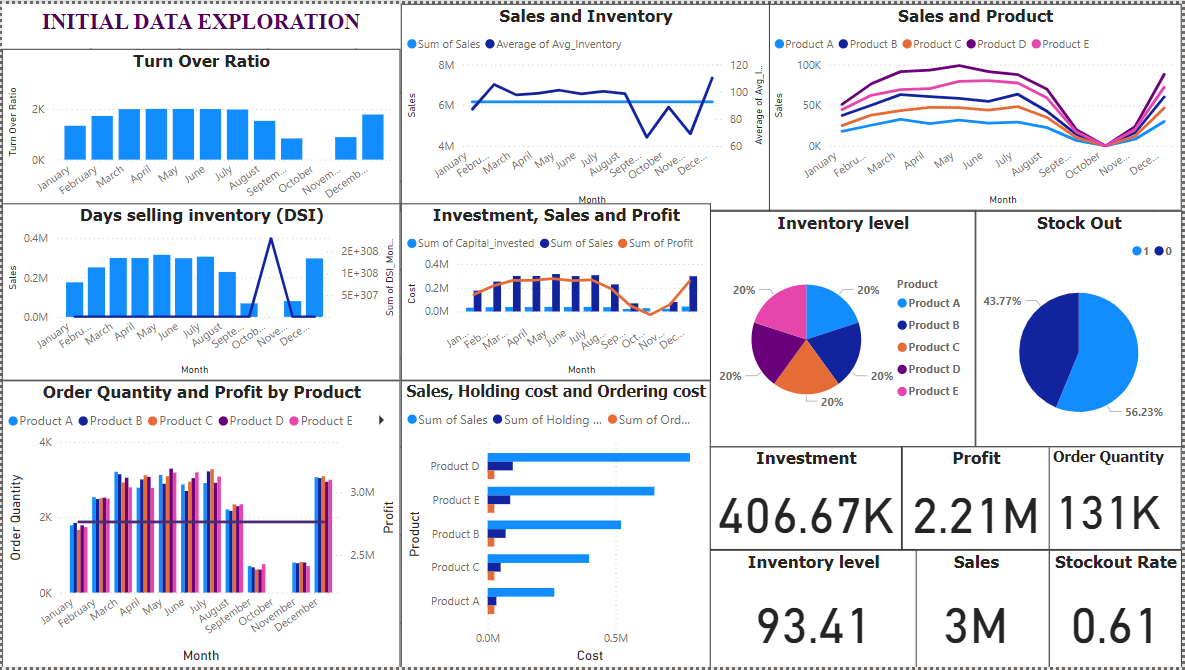 INITIAL DATA EXPLORATION
Turn Over Ratio
Turn Over Ratio
2K
0K
January
February
March
April
May
June
July
August
Septem...
October
Novem...
Decemb...
Sales and Inventory
Sum of Sales Average of Avg_Inventory
Sales
8M
6M
4M
120
100
80
60
Average of Avg_I...
January
Febru...
March
April
May
June
July
August
Septe...
October
Nove...
Dece...
Month
Sales and Product
Product A Product B Product C Product D Product E
Sales
100K
50K
0K
January
Febru...
March
April
May
June
July
August
Septe...
October
Nove...
Dece...
Month
Days selling inventory (DSI)
Sales
0.4M
0.2M
0.0M
2E+308
1E+308
5E+307
Sum of DSI_Mon...
January
Febru...
March
April
May
June
July
August
Septe...
Octob...
Nove...
Dece...
Month
Investment, Sales and Profit
Sum of Capital_invested Sum of Sales Sum of Profit
Cost
0.4M
0.2M
0.0M
Jan...
Feb...
Mar...
April
May
June
July
Aug...
Sep...
Oct...
Nov...
Dec...
Month
Inventory level
20%
20%
20%
20%
20%
Product
Product A
Product B
Product C
Product D
Product E
Stock Out
1 0
43.77%
56.23%
Order Quantity and Profit by Product
Product A Product B Product C Product D Product E
Order Quantity
4K
2K
0K
3.0M
2.5M
Profit
January
February
March
April
May
June
July
August
September
October
November
December
Month
Sales, Holding cost and Ordering cost
Sum of Sales Sum of Holding ... Sum of Ord...
Product
Product D
Product E
Product B
Product C
Product A
0.0M
0.5M
Cost
Investment
406.67K
Profit
2.21M
Order Quantity
131K
Inventory level
93.41
Sales
3M
Stockout Rate
0.61